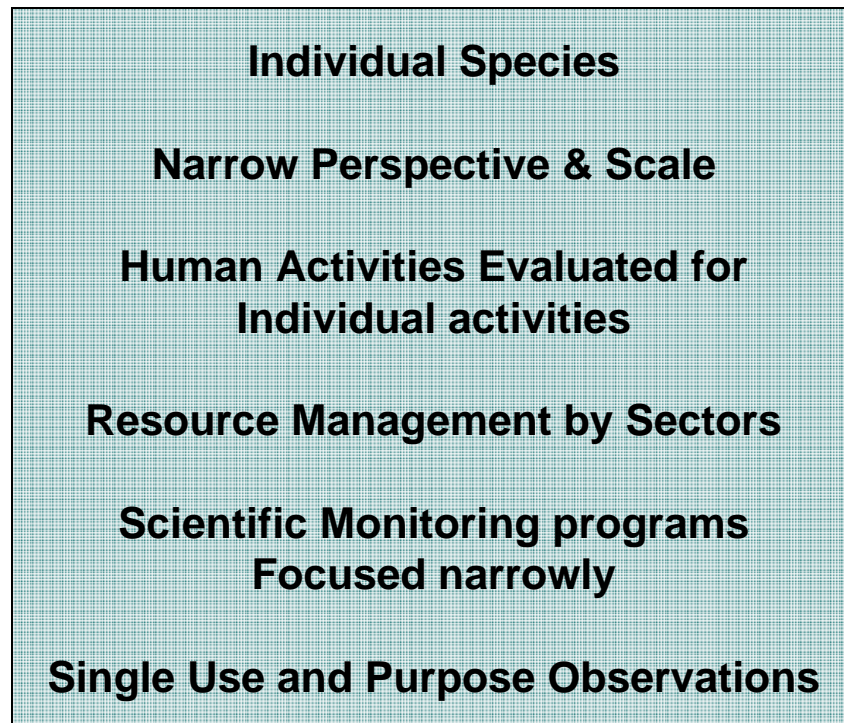 Individual Species
Narrow Perspective & Scale
Human Activities Evaluated for
Individual activities
Resource Management by Sectors
Scientific Monitoring programs
Focused narrowly
Single Use and Purpose Observations